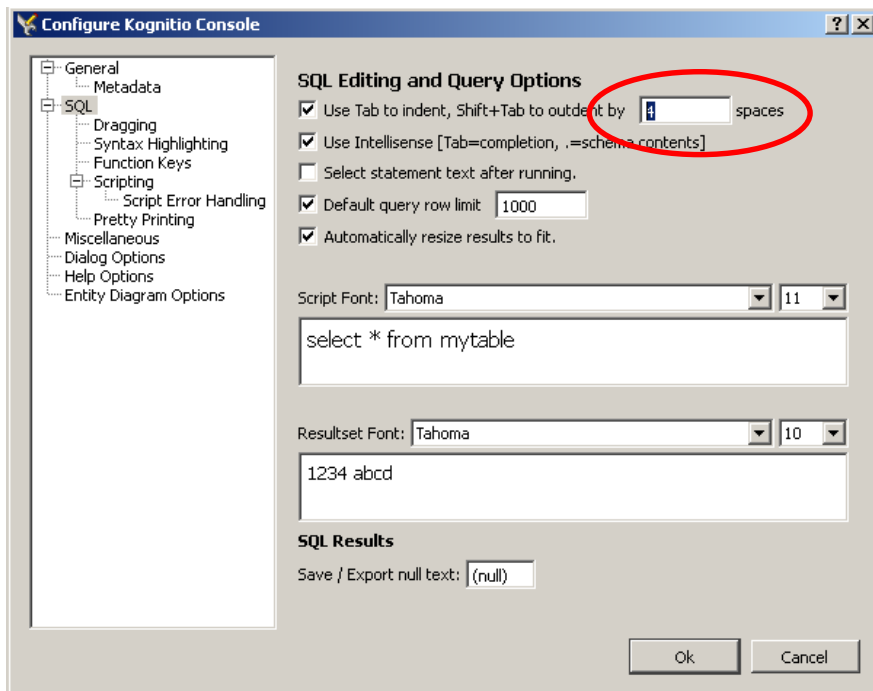 Configure Kognitio Console
General
Metadata
SQL
Dragging
Syntax Highlighting
Function Keys
Scripting
Script Error Handling
Pretty Printing
Miscellaneous
Dialog Options
Help Options
Entity Diagram Options
SQL Editing and Query Options
Use Tab to indent, Shift+Tab to outdent by 4 spaces
Use Intellisense [Tab=completion, .=schema contents]
Select statement text after running.
Default query row limit 1000
Automatically resize results to fit.
Script Font: Tahoma 11
select * from mytable
Resultset Font: Tahoma 10
1234 abcd
SQL Results
Save / Export null text: (null)
Ok Cancel